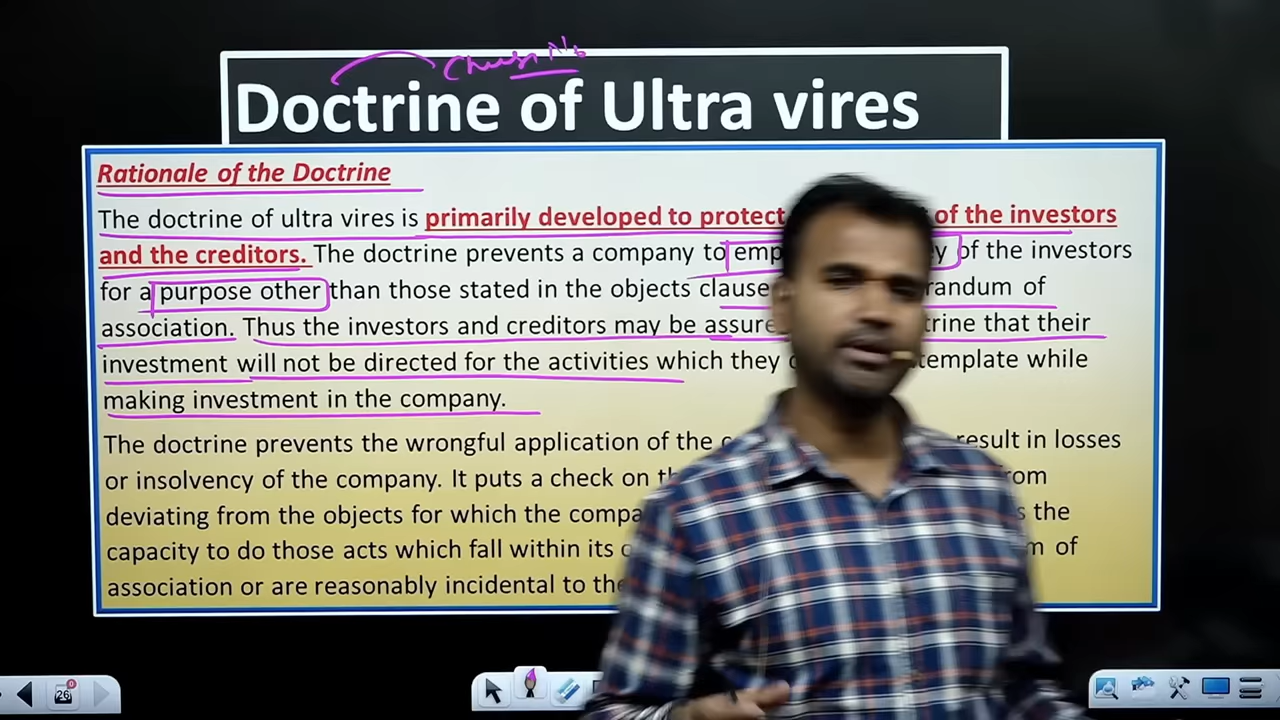 Doctrine of Ultra vires
Rationale of the Doctrine
The doctrine of ultra vires is primarily developed to protect of the investors
and the creditors. The doctrine prevents a company to of the investors
for a purpose other than those stated in the objects clause of
association. Thus the investors and creditors may be that their
investment will not be directed for the activities which they while
making investment in the company.
The doctrine prevents the wrongful application of the result in losses
or insolvency of the company. It puts a check on
deviating from the objects for which the the
capacity to do those acts which fall within its of
association or are reasonably incidental to
26
0